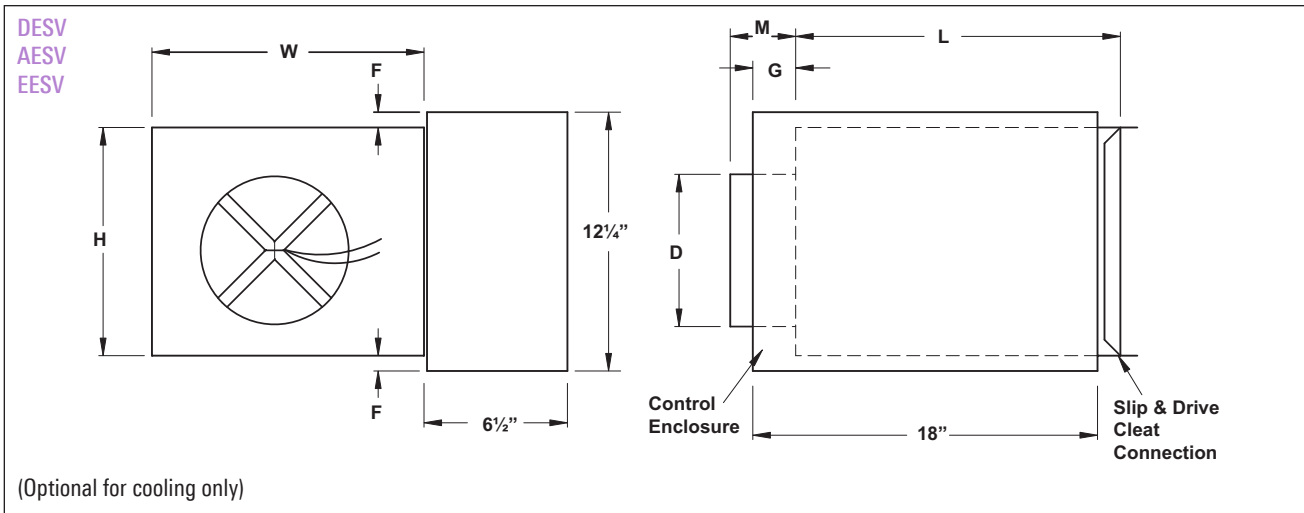 DESV
AESV
EESV
W
F
H
12¼”
F
6½”
M
L
G
D
Control
Enclosure
18”
Slip & Drive
Cleat
Connection
(Optional for cooling only)